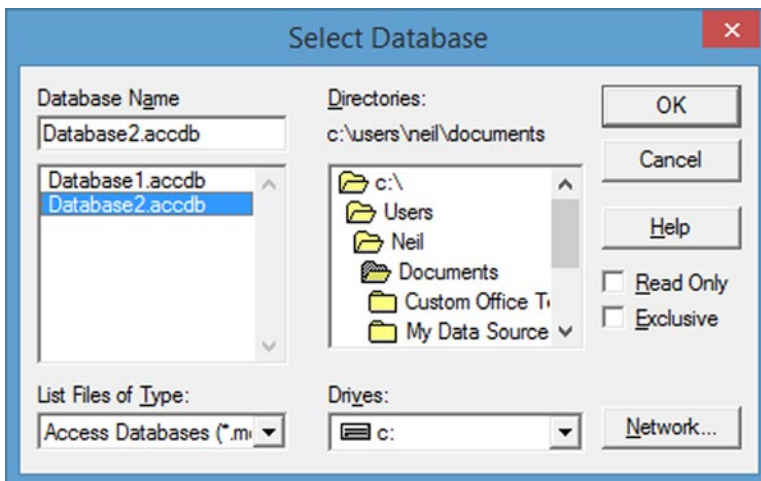 Select Database
Database Name
Database2.accdb
Database1.accdb
Database2.accdb
List Files of Type:
Access Databases (*.m
Directories:
c:\users\neil\documents
c:\
Users
Neil
Documents
Custom Office T
My Data Source
Drives:
c:
OK
Cancel
Help
Read Only
Exclusive
Network...